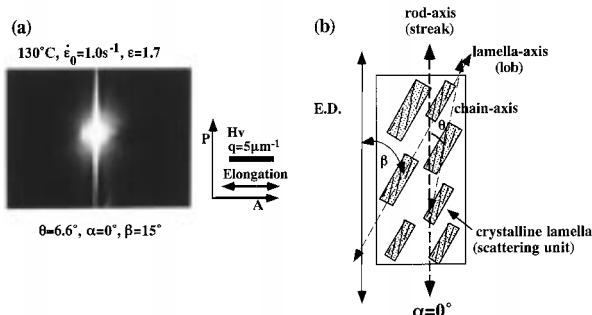 (a)
130°C, ε̇₀=1.0s⁻¹, ε=1.7
P
Hv
q=5μm⁻¹
Elongation
A
θ=6.6°, α=0°, β=15°
(b)
rod-axis
(streak)
lamella-axis
(lob)
E.D.
chain-axis
θ
β
crystalline lamella
(scattering unit)
α=0°